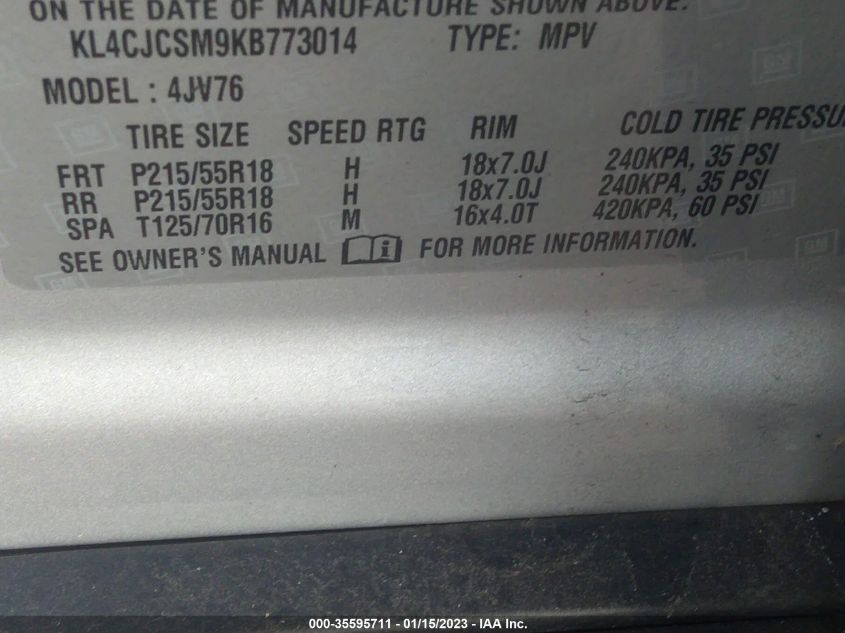 ON THE DATE OF MANUFACTURE SHOWN ABOVE.
KL4CJCSM9KB773014 TYPE: MPV
MODEL : 4JV76
TIRE SIZE SPEED RTG RIM COLD TIRE PRESSU
FRT P215/55R18 H 18x7.0J 240KPA, 35 PSI
RR P215/55R18 H 18x7.0J 240KPA, 35 PSI
SPA T125/70R16 M 16x4.0T 420KPA, 60 PSI
SEE OWNER'S MANUAL i FOR MORE INFORMATION.
GM
000-35595711 - 01/15/2023 - IAA Inc.